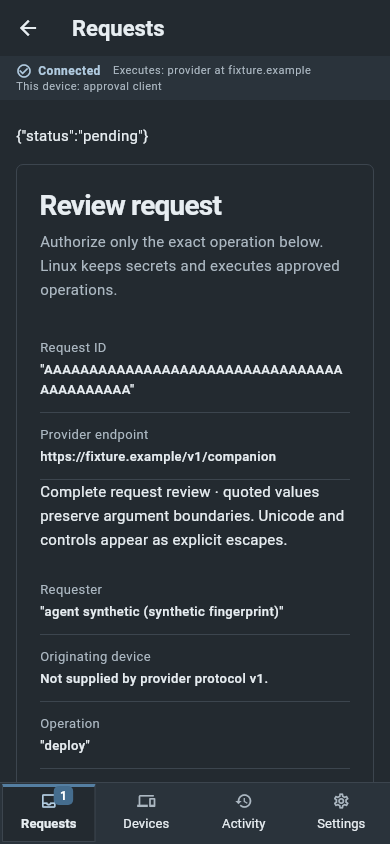 Requests
Connected Executes: provider at fixture.example
This device: approval client
{"status":"pending"}
Review request
Authorize only the exact operation below.
Linux keeps secrets and executes approved
operations.
Request ID
"AAAAAAAAAAAAAAAAAAAAAAAAAAAAAAAAA
AAAAAAAAAA"
Provider endpoint
https://fixture.example/v1/companion
Complete request review · quoted values
preserve argument boundaries. Unicode and
controls appear as explicit escapes.
Requester
"agent synthetic (synthetic fingerprint)"
Originating device
Not supplied by provider protocol v1.
Operation
"deploy"
1
Requests Devices Activity Settings